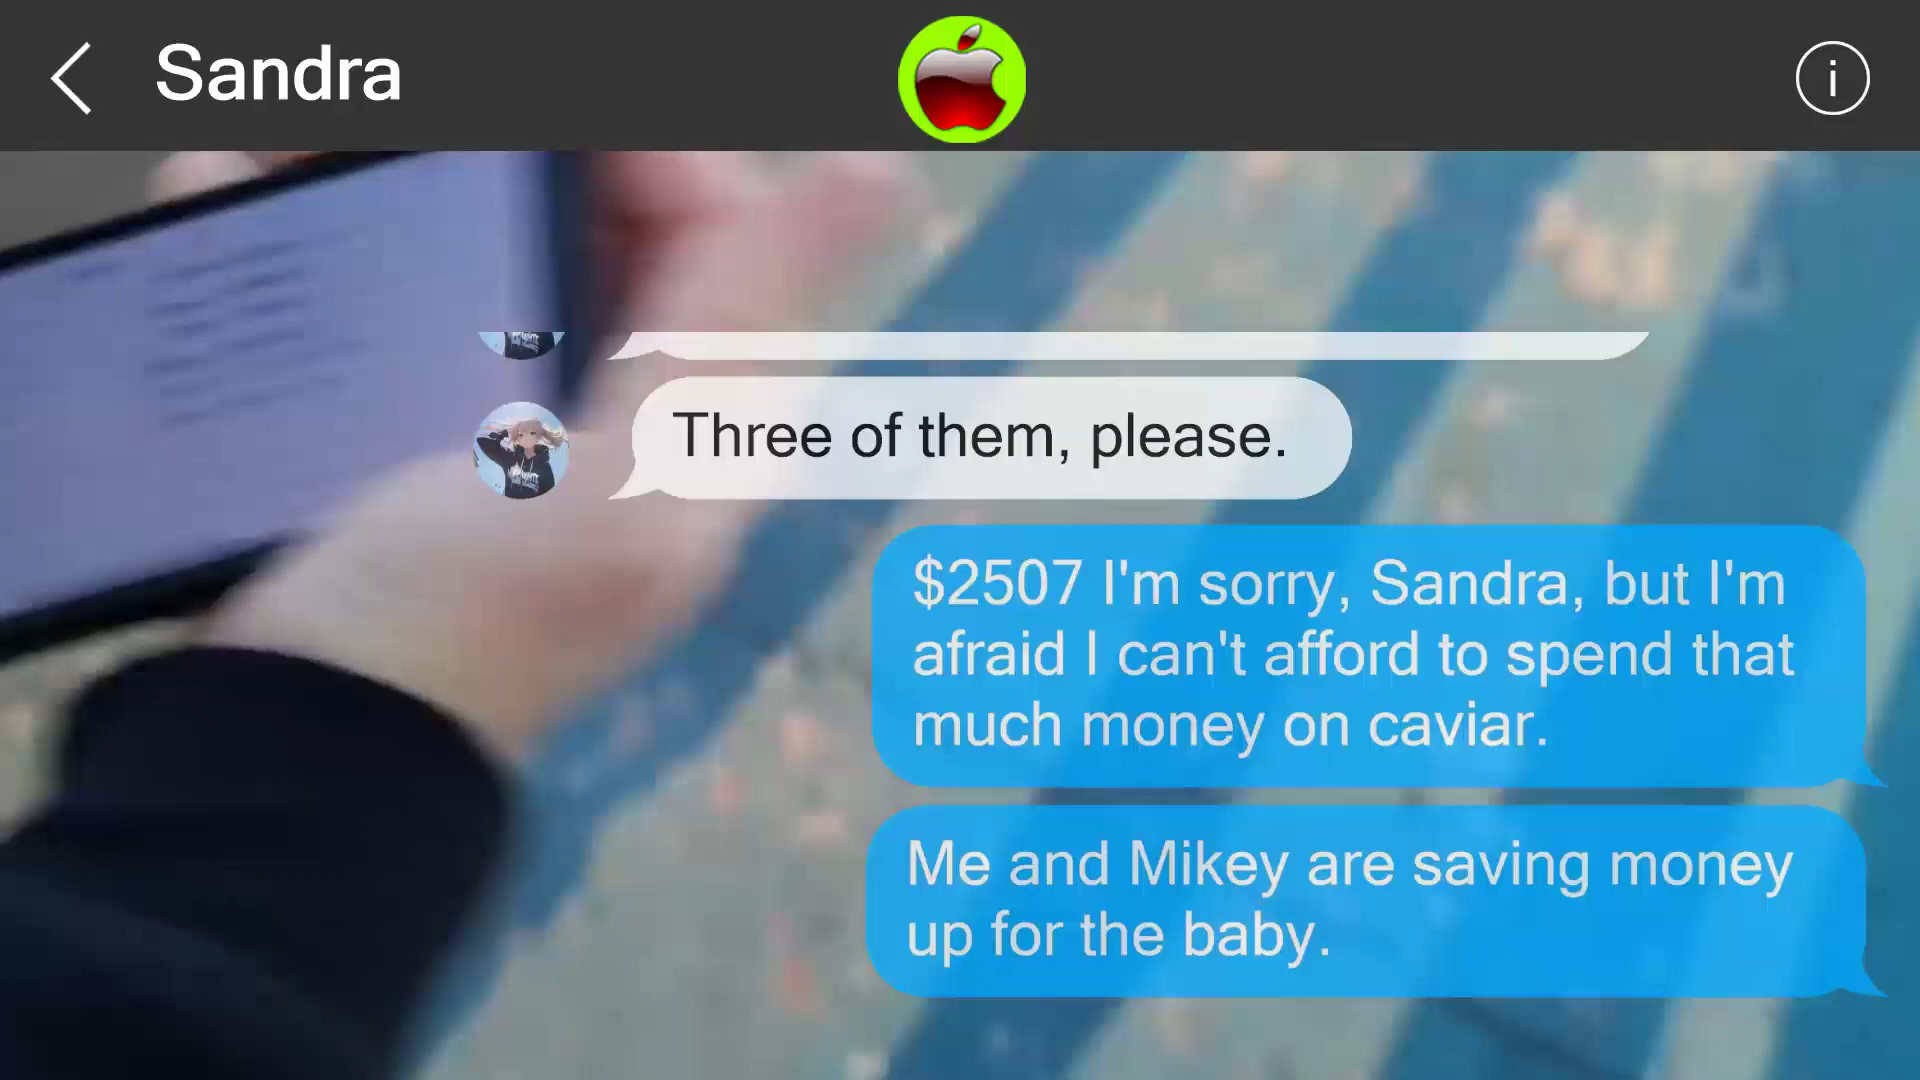 Sandra
Three of them, please.
$2507 I'm sorry, Sandra, but I'm
afraid I can't afford to spend that
much money on caviar.
Me and Mikey are saving money
up for the baby.